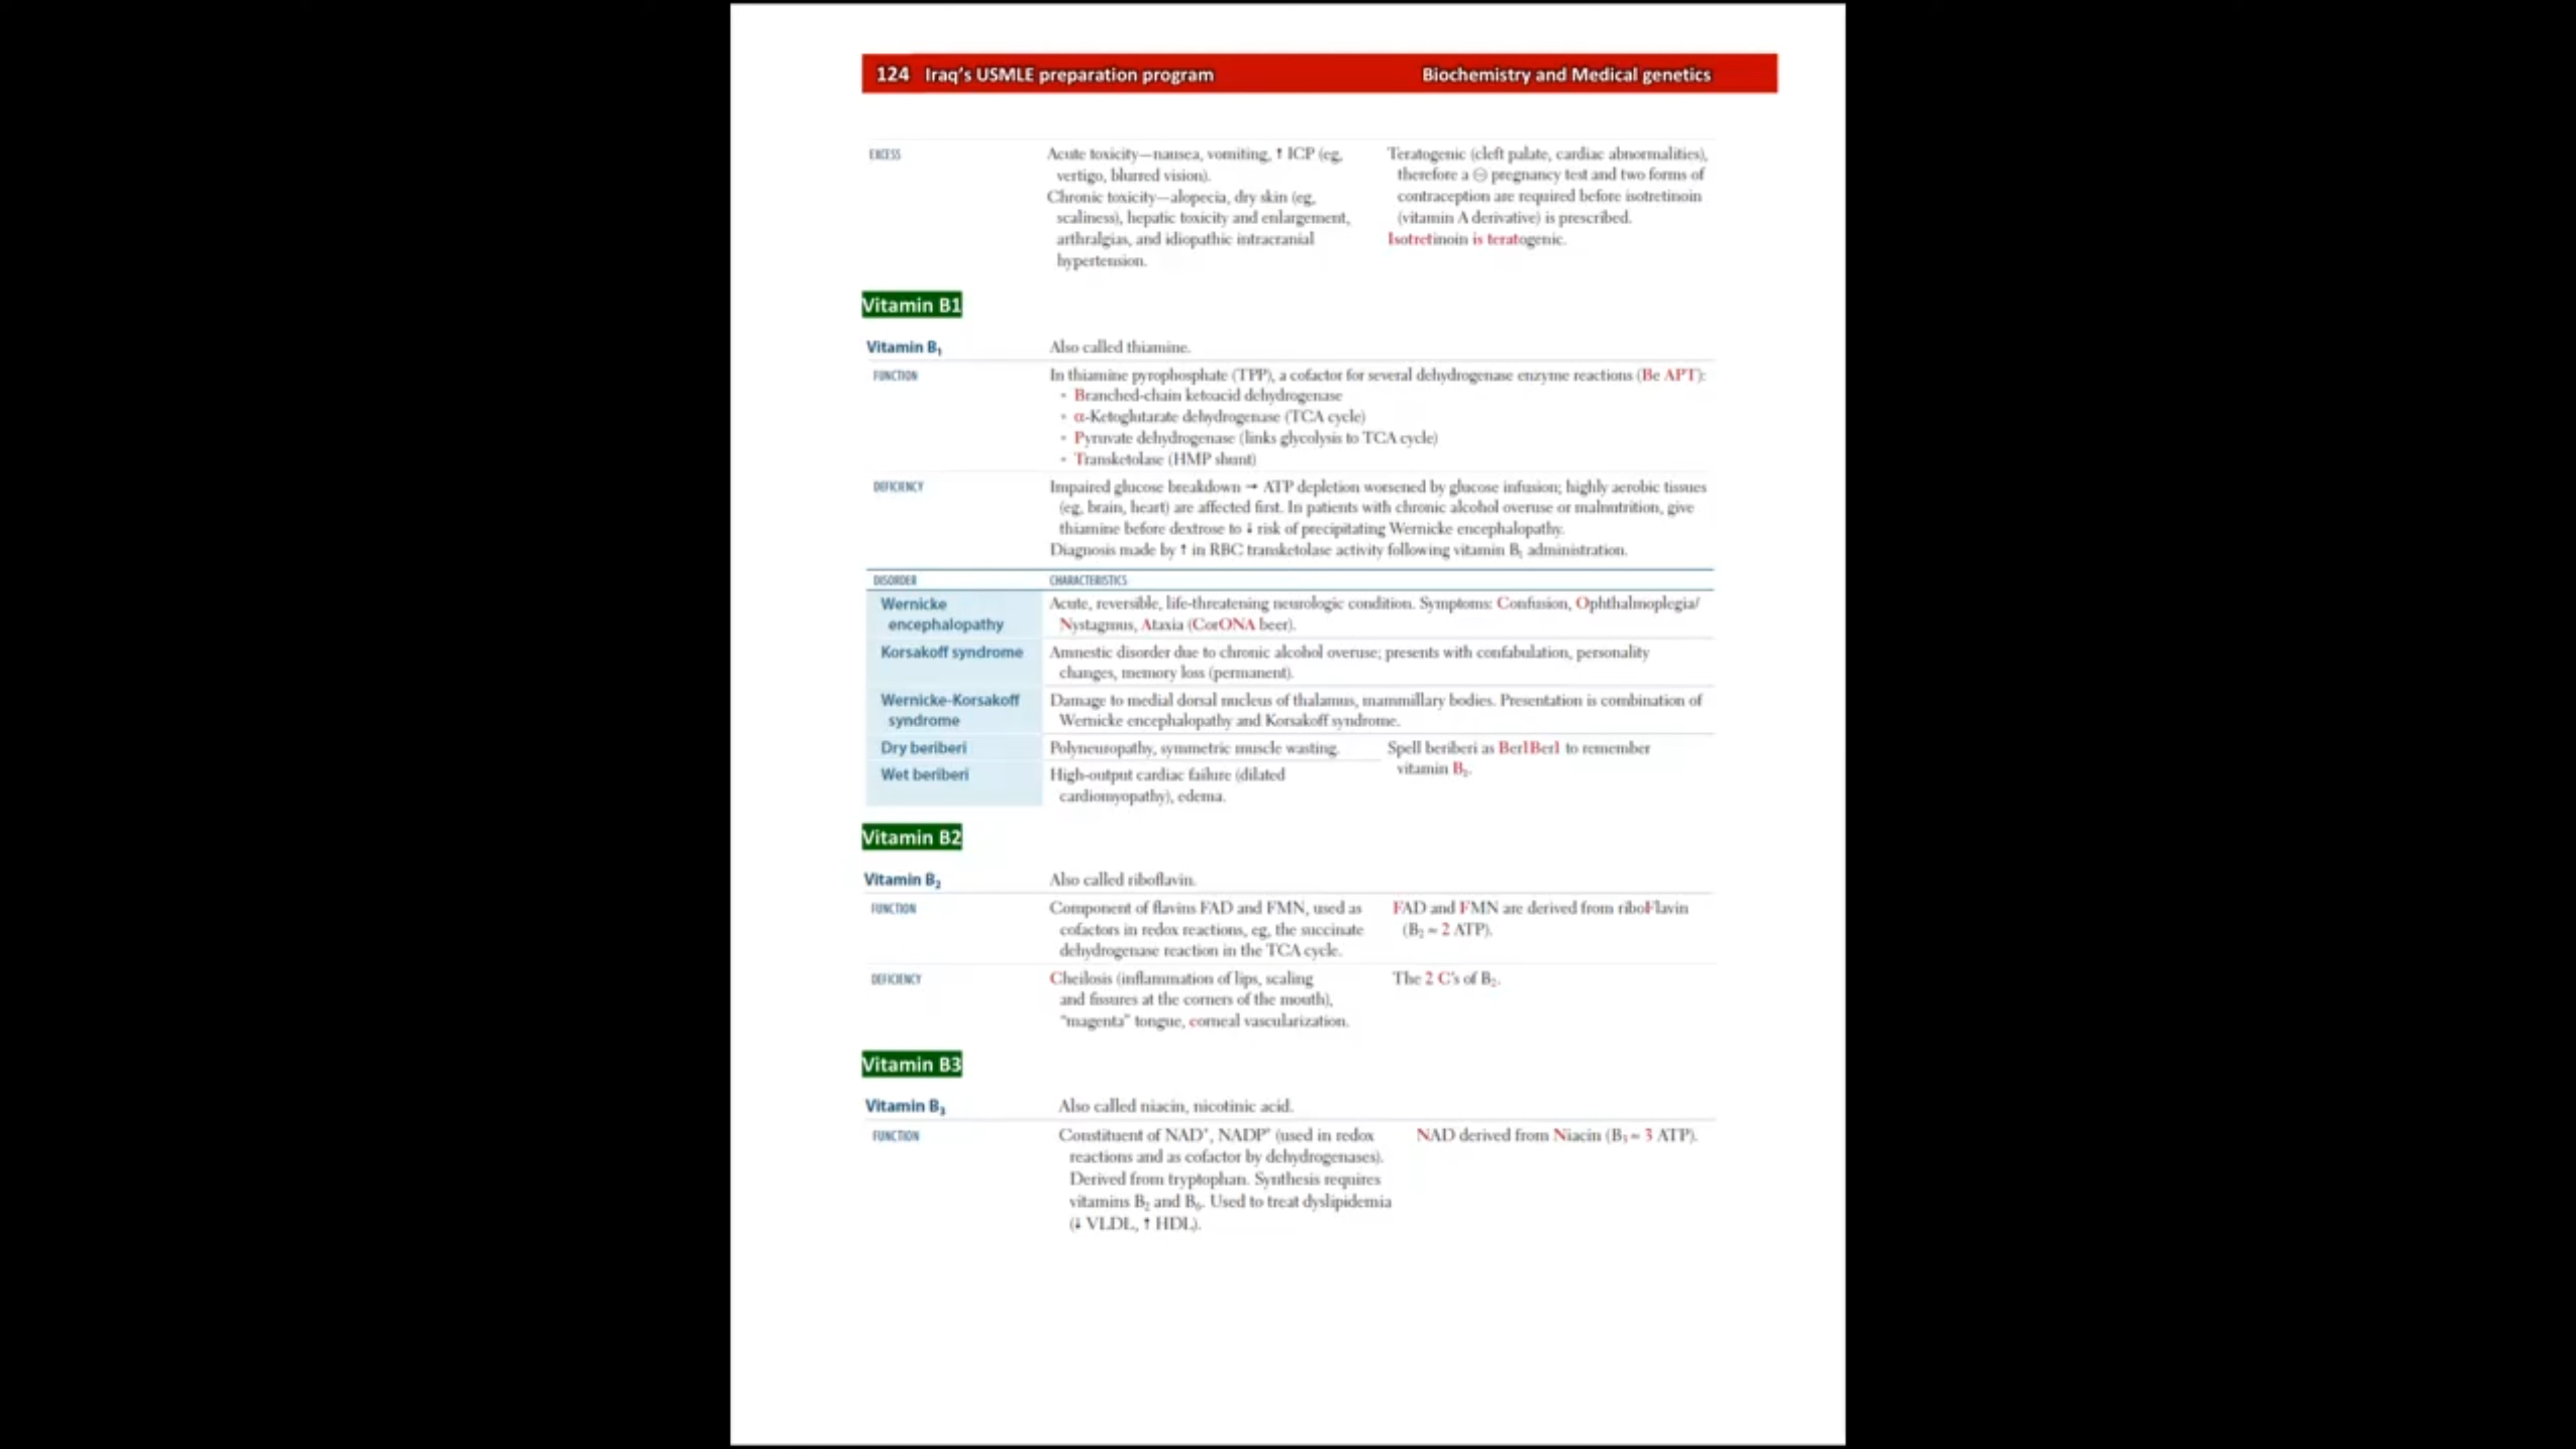 124 Iraq's USMLE preparation program Biochemistry and Medical genetics
EXCESS
Acute toxicity—nausea, vomiting, ↑ ICP (eg,
vertigo, blurred vision).
Chronic toxicity—alopecia, dry skin (eg,
scaliness), hepatic toxicity and enlargement,
arthralgias, and idiopathic intracranial
hypertension.
Teratogenic (cleft palate, cardiac abnormalities),
therefore a ⊖ pregnancy test and two forms of
contraception are required before isotretinoin
(vitamin A derivative) is prescribed.
Isotretinoin is teratogenic.
Vitamin B1
Vitamin B₁ Also called thiamine.
FUNCTION In thiamine pyrophosphate (TPP), a cofactor for several dehydrogenase enzyme reactions (Be APT):
• Branched-chain ketoacid dehydrogenase
• α-Ketoglutarate dehydrogenase (TCA cycle)
• Pyruvate dehydrogenase (links glycolysis to TCA cycle)
• Transketolase (HMP shunt)
DEFICIENCY Impaired glucose breakdown → ATP depletion worsened by glucose infusion; highly aerobic tissues
(eg, brain, heart) are affected first. In patients with chronic alcohol overuse or malnutrition, give
thiamine before dextrose to ↓ risk of precipitating Wernicke encephalopathy.
Diagnosis made by ↑ in RBC transketolase activity following vitamin B₁ administration.
DISORDER CHARACTERISTICS
Wernicke
encephalopathy
Acute, reversible, life-threatening neurologic condition. Symptoms: Confusion, Ophthalmoplegia/
Nystagmus, Ataxia (CorONA beer).
Korsakoff syndrome Amnestic disorder due to chronic alcohol overuse; presents with confabulation, personality
changes, memory loss (permanent).
Wernicke-Korsakoff
syndrome
Damage to medial dorsal nucleus of thalamus, mammillary bodies. Presentation is combination of
Wernicke encephalopathy and Korsakoff syndrome.
Dry beriberi Polyneuropathy, symmetric muscle wasting.
Wet beriberi High-output cardiac failure (dilated
cardiomyopathy), edema.
Spell beriberi as Ber1Ber1 to remember
vitamin B₁.
Vitamin B2
Vitamin B₂ Also called riboflavin.
FUNCTION Component of flavins FAD and FMN, used as
cofactors in redox reactions, eg, the succinate
dehydrogenase reaction in the TCA cycle.
FAD and FMN are derived from riboFlavin
(B₂ ≈ 2 ATP).
DEFICIENCY Cheilosis (inflammation of lips, scaling
and fissures at the corners of the mouth),
"magenta" tongue, corneal vascularization.
The 2 C's of B₂.
Vitamin B3
Vitamin B₃ Also called niacin, nicotinic acid.
FUNCTION Constituent of NAD⁺, NADP⁺ (used in redox
reactions and as cofactor by dehydrogenases).
Derived from tryptophan. Synthesis requires
vitamins B₂ and B₆. Used to treat dyslipidemia
(↓ VLDL, ↑ HDL).
NAD derived from Niacin (B₃ ≈ 3 ATP).